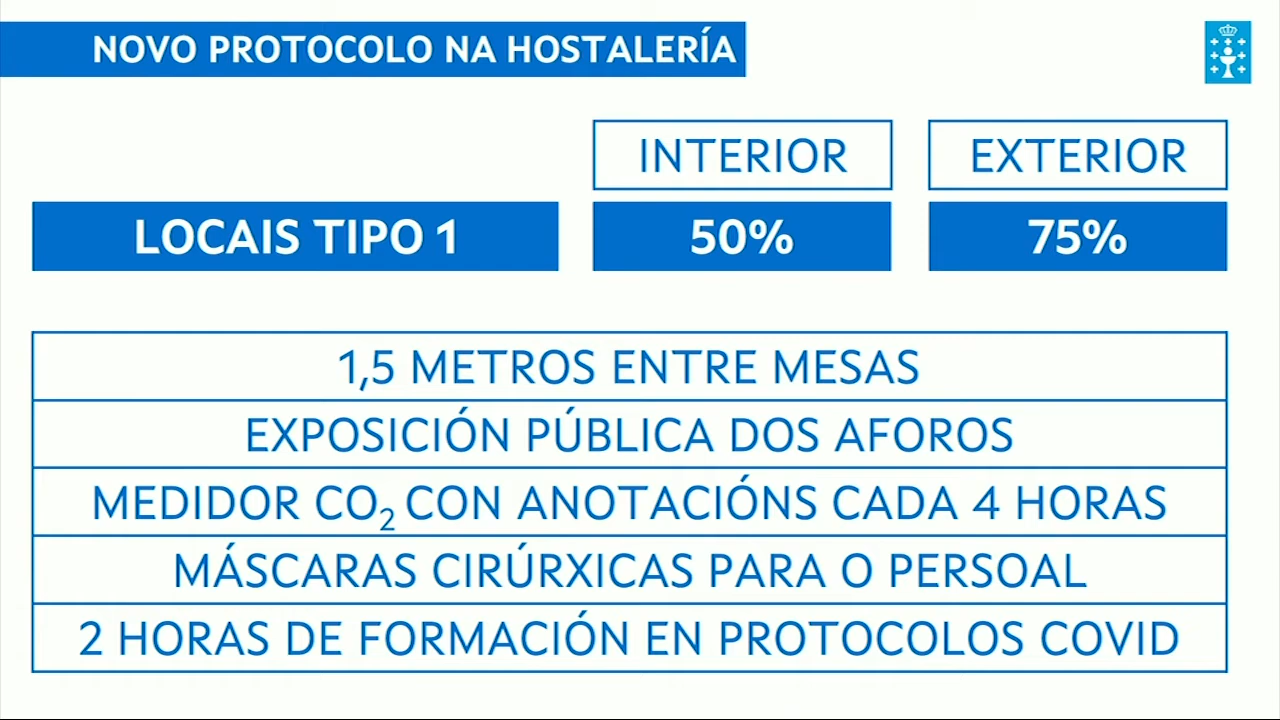 NOVO PROTOCOLO NA HOSTALERÍA
INTERIOR EXTERIOR
LOCAIS TIPO 1 50% 75%
1,5 METROS ENTRE MESAS
EXPOSICIÓN PÚBLICA DOS AFOROS
MEDIDOR CO₂ CON ANOTACIÓNS CADA 4 HORAS
MÁSCARAS CIRÚRXICAS PARA O PERSOAL
2 HORAS DE FORMACIÓN EN PROTOCOLOS COVID